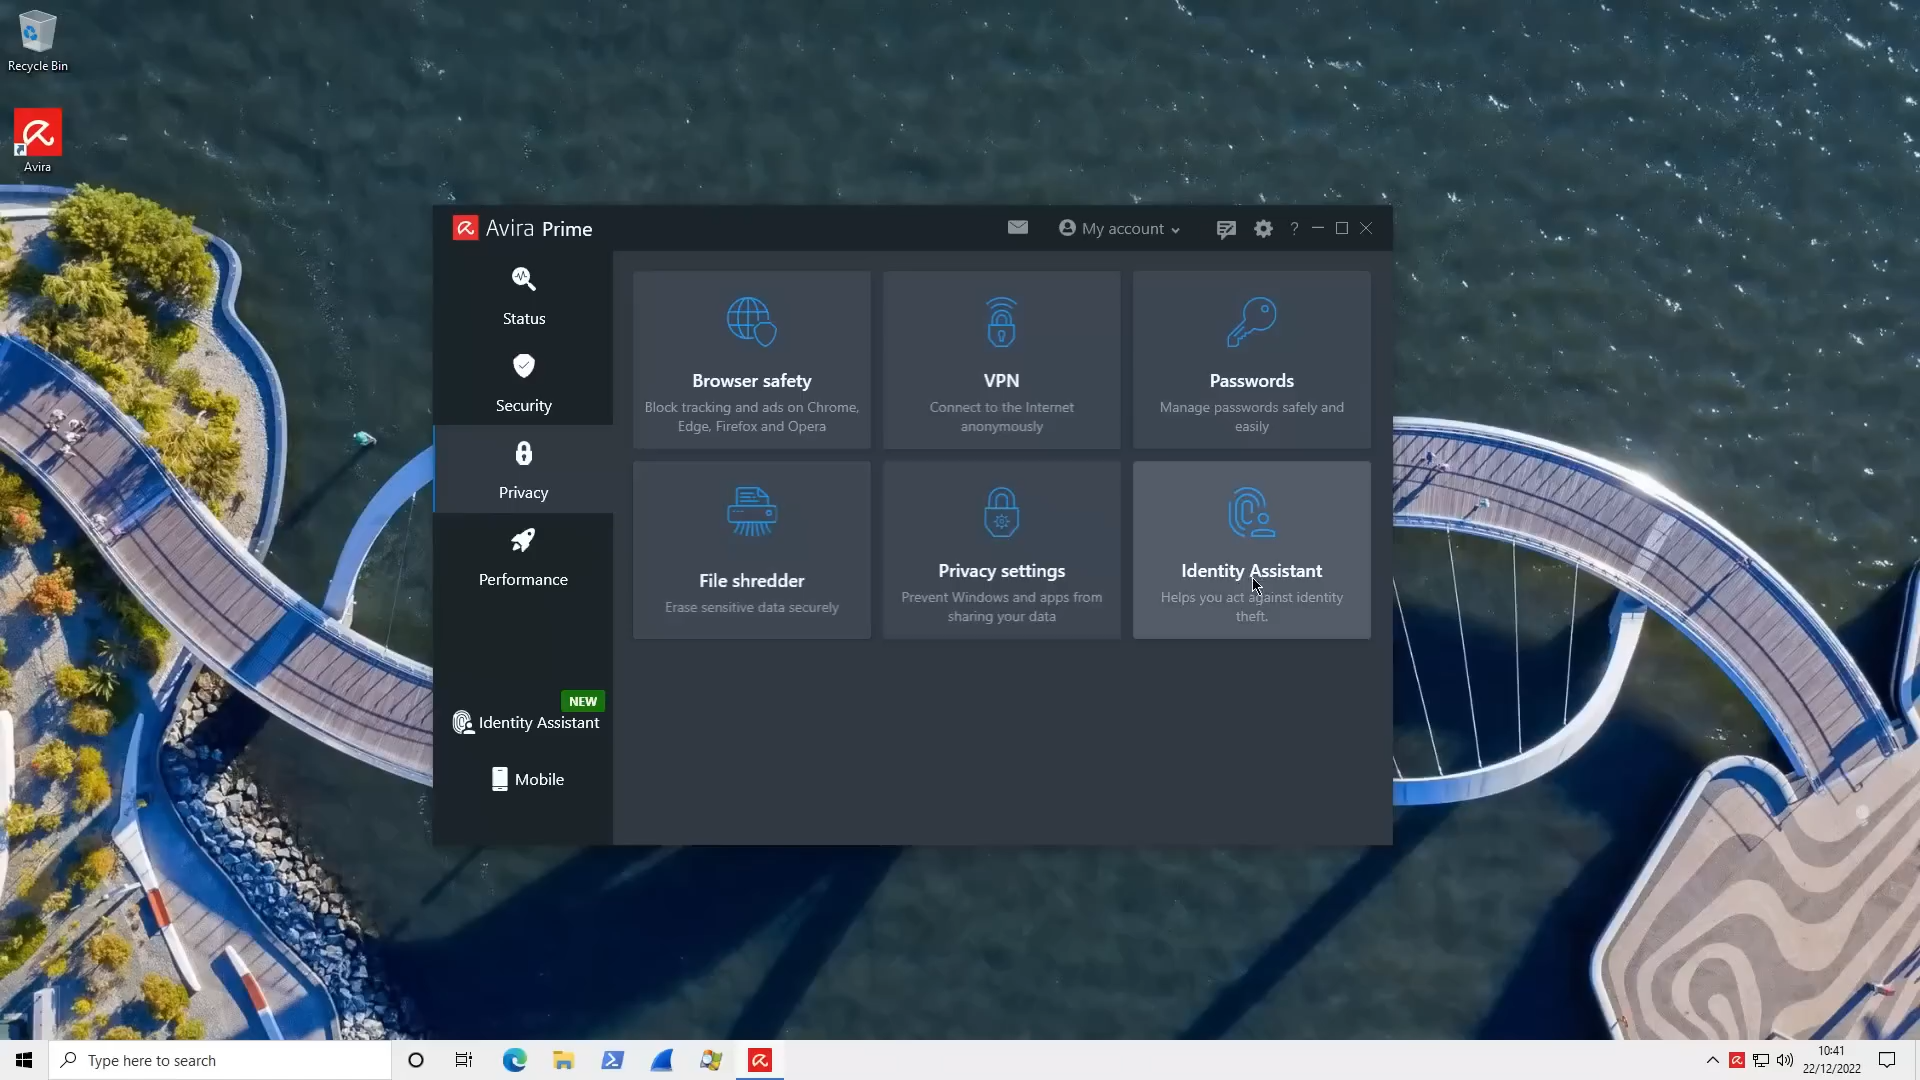 Recycle Bin
Avira
Avira Prime
My account
?
Status
Security
Privacy
Performance
NEW
Identity Assistant
Mobile
Browser safety
Block tracking and ads on Chrome,
Edge, Firefox and Opera
VPN
Connect to the Internet
anonymously
Passwords
Manage passwords safely and
easily
File shredder
Erase sensitive data securely
Privacy settings
Prevent Windows and apps from
sharing your data
Identity Assistant
Helps you act against identity
theft.
Type here to search
10:41
22/12/2022